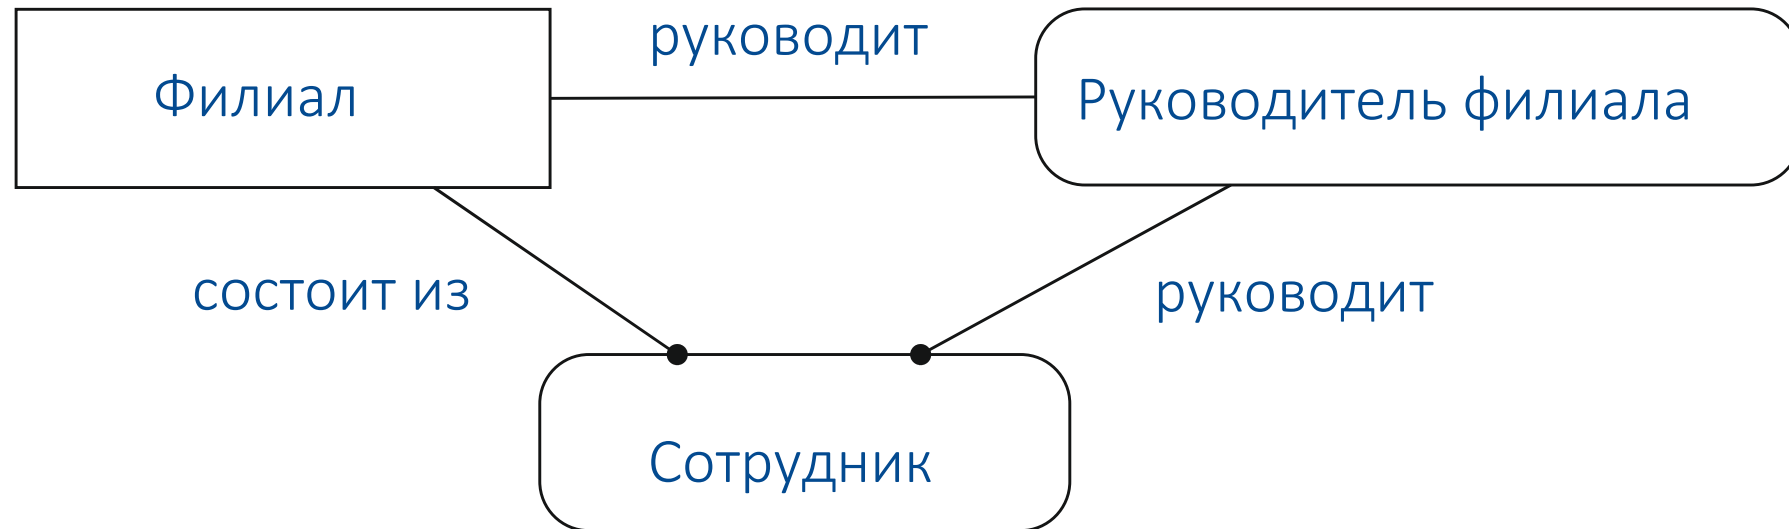 руководит
Филиал
Руководитель филиала
состоит из
руководит
Сотрудник